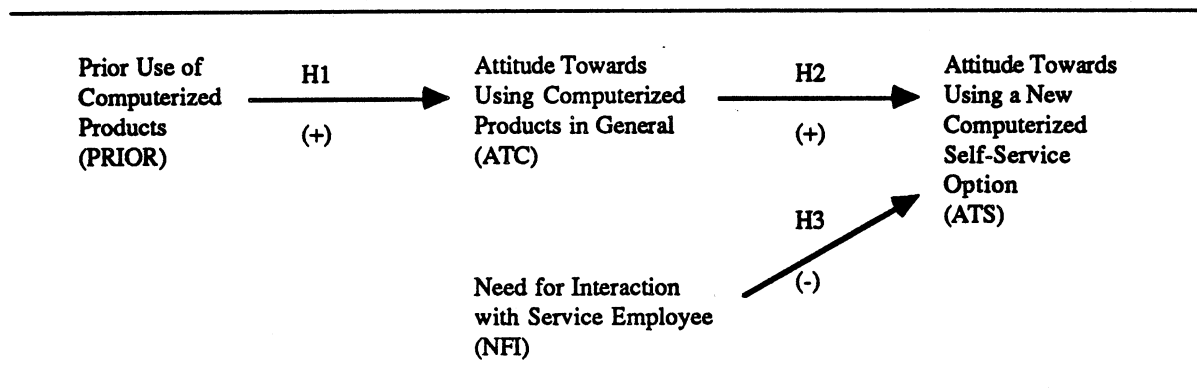 Prior Use of
Computerized
Products
(PRIOR)
H1
(+)
Attitude Towards
Using Computerized
Products in General
(ATC)
H2
(+)
Attitude Towards
Using a New
Computerized
Self-Service
Option
(ATS)
H3
(-)
Need for Interaction
with Service Employee
(NFI)